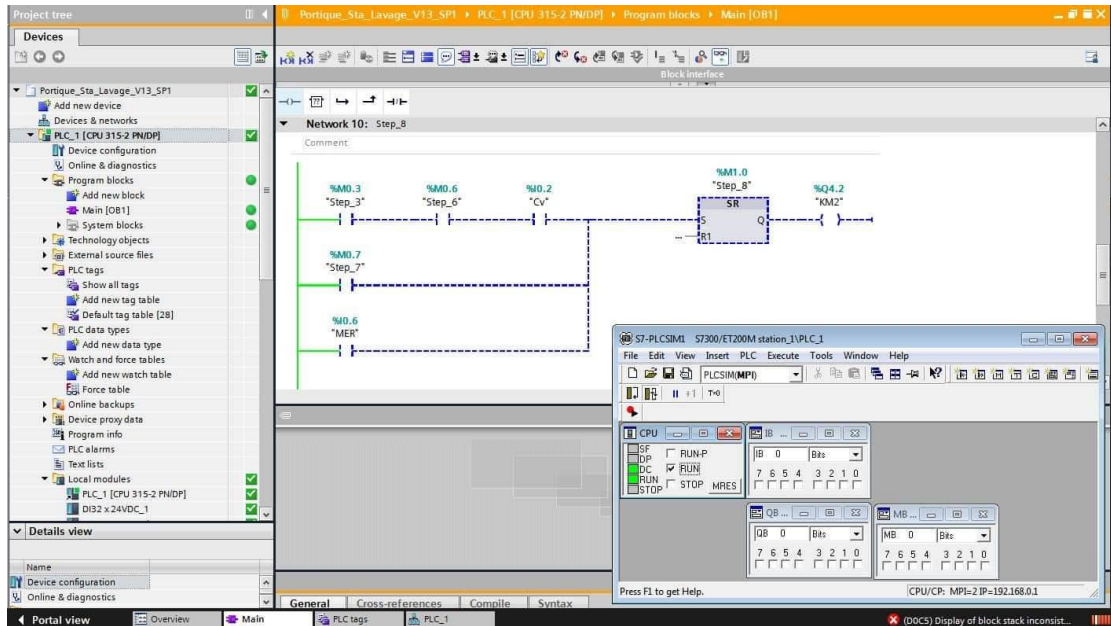 Project tree
Portique_Sta_Lavage_V13_SP1 ▸ PLC_1 [CPU 315-2 PN/DP] ▸ Program blocks ▸ Main [OB1]
Devices
Block interface
Portique_Sta_Lavage_V13_SP1
Add new device
Devices & networks
PLC_1 [CPU 315-2 PN/DP]
Device configuration
Online & diagnostics
Program blocks
Add new block
Main [OB1]
System blocks
Technology objects
External source files
PLC tags
Show all tags
Add new tag table
Default tag table [28]
PLC data types
Add new data type
Watch and force tables
Add new watch table
Force table
Online backups
Device proxy data
Program info
PLC alarms
Text lists
Local modules
PLC_1 [CPU 315-2 PN/DP]
DI32 x 24VDC_1
Details view
Name
Device configuration
Online & diagnostics
Network 10: Step_8
Comment
%M0.3
"Step_3"
%M0.6
"Step_6"
%I0.2
"Cv"
%M1.0
"Step_8"
SR
S
Q
R1
...
%Q4.2
"KM2"
%M0.7
"Step_7"
%I0.6
"MER"
S7-PLCSIM1 S7300/ET200M station_1\PLC_1
File Edit View Insert PLC Execute Tools Window Help
PLCSIM(MPI)
II +1 T=0
CPU
SF
DP
DC
RUN
STOP
RUN-P
RUN
STOP
MRES
IB ...
IB 0 Bits
7 6 5 4 3 2 1 0
QB ...
QB 0 Bits
7 6 5 4 3 2 1 0
MB ...
MB 0 Bits
7 6 5 4 3 2 1 0
Press F1 to get Help.
CPU/CP: MPI=2 IP=192.168.0.1
General Cross-references Compile Syntax
Portal view
Overview
Main
PLC tags
PLC_1
(D0C5) Display of block stack inconsist...